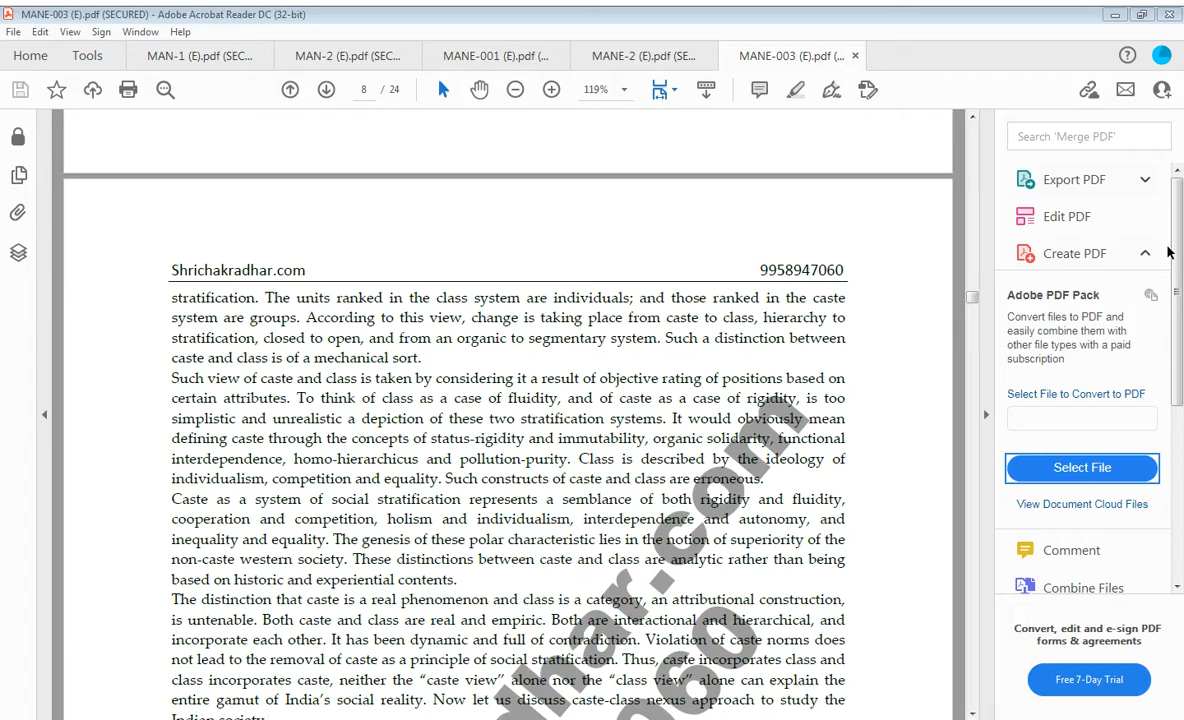 MANE-003 (E).pdf (SECURED) - Adobe Acrobat Reader DC (32-bit)
File Edit View Sign Window Help
Home Tools MAN-1 (E).pdf (SEC... MAN-2 (E).pdf (SEC... MANE-001 (E).pdf (... MANE-2 (E).pdf (SE... MANE-003 (E).pdf (... ×
8 / 24 119%
Search 'Merge PDF'
Export PDF
Edit PDF
Create PDF
Adobe PDF Pack
Convert files to PDF and
easily combine them with
other file types with a paid
subscription
Select File to Convert to PDF
Select File
View Document Cloud Files
Comment
Combine Files
Convert, edit and e-sign PDF
forms & agreements
Free 7-Day Trial
Shrichakradhar.com 9958947060
stratification. The units ranked in the class system are individuals; and those ranked in the caste
system are groups. According to this view, change is taking place from caste to class, hierarchy to
stratification, closed to open, and from an organic to segmentary system. Such a distinction between
caste and class is of a mechanical sort.
Such view of caste and class is taken by considering it a result of objective rating of positions based on
certain attributes. To think of class as a case of fluidity, and of caste as a case of rigidity, is too
simplistic and unrealistic a depiction of these two stratification systems. It would obviously mean
defining caste through the concepts of status-rigidity and immutability, organic solidarity, functional
interdependence, homo-hierarchicus and pollution-purity. Class is described by the ideology of
individualism, competition and equality. Such constructs of caste and class are erroneous.
Caste as a system of social stratification represents a semblance of both rigidity and fluidity,
cooperation and competition, holism and individualism, interdependence and autonomy, and
inequality and equality. The genesis of these polar characteristic lies in the notion of superiority of the
non-caste western society. These distinctions between caste and class are analytic rather than being
based on historic and experiential contents.
The distinction that caste is a real phenomenon and class is a category, an attributional construction,
is untenable. Both caste and class are real and empiric. Both are interactional and hierarchical, and
incorporate each other. It has been dynamic and full of contradiction. Violation of caste norms does
not lead to the removal of caste as a principle of social stratification. Thus, caste incorporates class and
class incorporates caste, neither the “caste view” alone nor the “class view” alone can explain the
entire gamut of India’s social reality. Now let us discuss caste-class nexus approach to study the
Indian society.
dhar.com
060